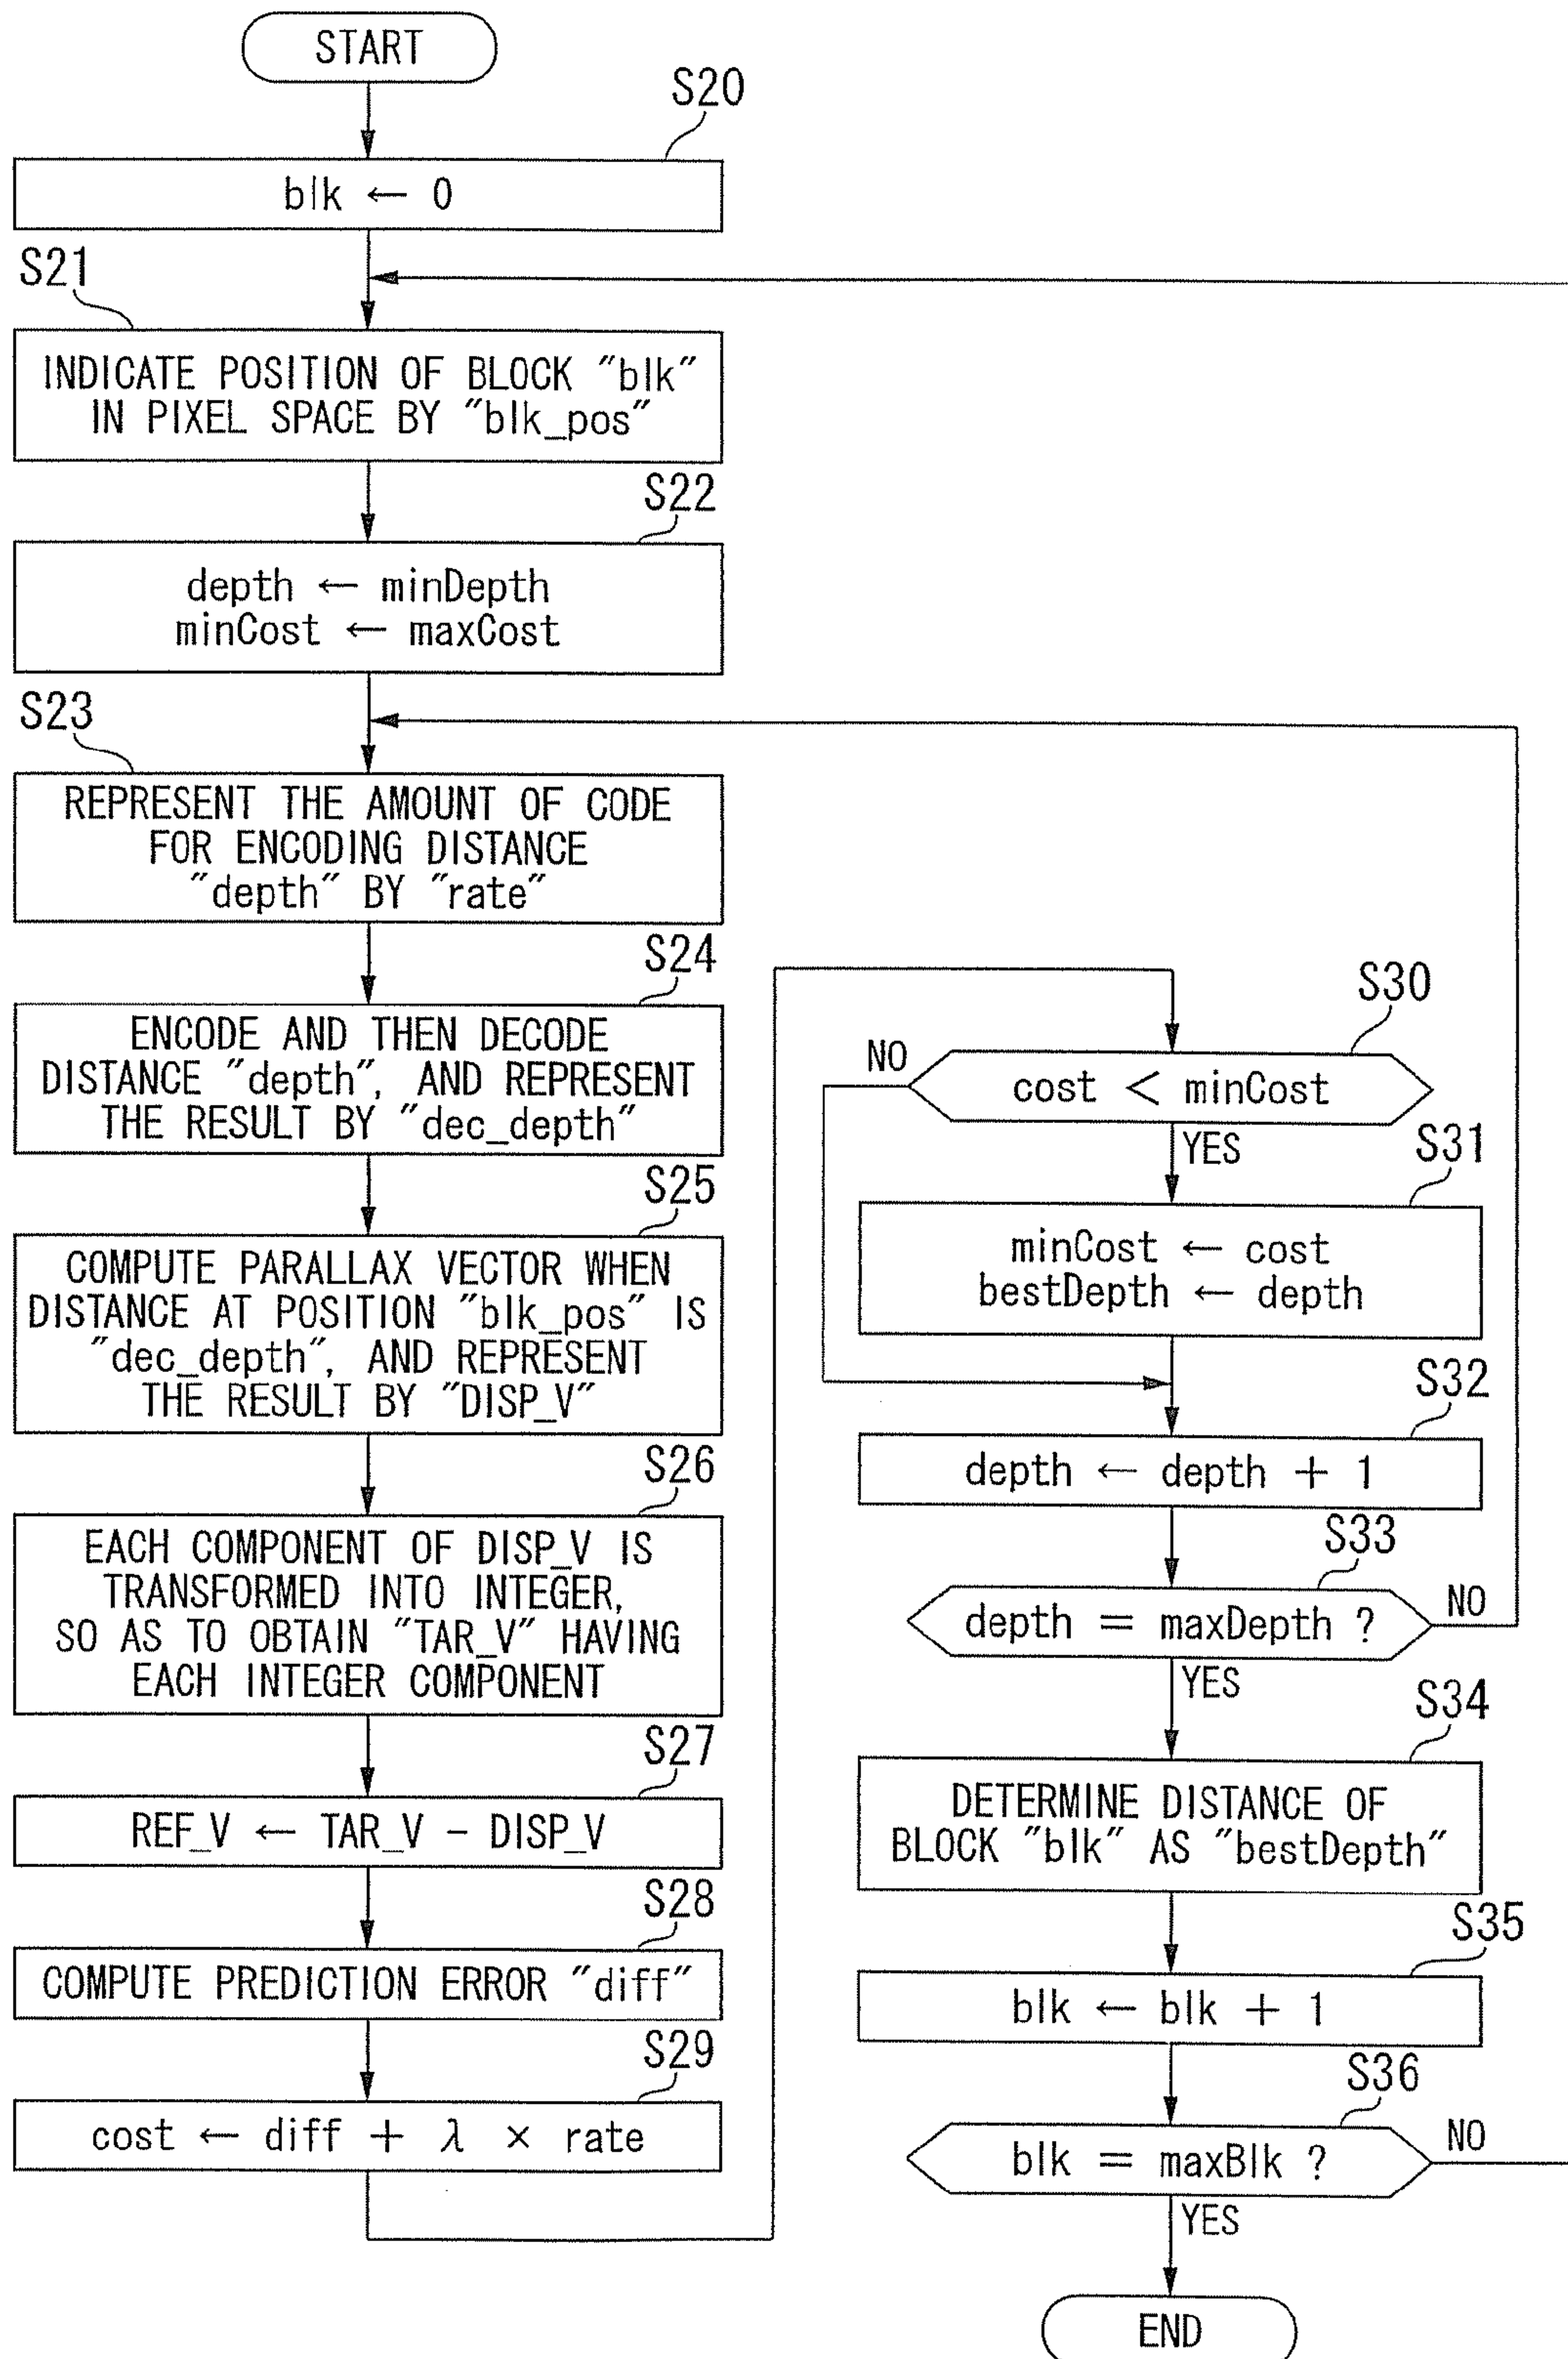 START
S20
blk ← 0
S21
INDICATE POSITION OF BLOCK "blk"
IN PIXEL SPACE BY "blk_pos"
S22
depth ← minDepth
minCost ← maxCost
S23
REPRESENT THE AMOUNT OF CODE
FOR ENCODING DISTANCE
"depth" BY "rate"
S24
ENCODE AND THEN DECODE
DISTANCE "depth", AND REPRESENT
THE RESULT BY "dec_depth"
S25
COMPUTE PARALLAX VECTOR WHEN
DISTANCE AT POSITION "blk_pos" IS
"dec_depth", AND REPRESENT
THE RESULT BY "DISP_V"
S26
EACH COMPONENT OF DISP_V IS
TRANSFORMED INTO INTEGER,
SO AS TO OBTAIN "TAR_V" HAVING
EACH INTEGER COMPONENT
S27
REF_V ← TAR_V - DISP_V
S28
COMPUTE PREDICTION ERROR "diff"
S29
cost ← diff + λ × rate
S30
NO
cost < minCost
YES
S31
minCost ← cost
bestDepth ← depth
S32
depth ← depth + 1
S33
depth = maxDepth ?
NO
YES
S34
DETERMINE DISTANCE OF
BLOCK "blk" AS "bestDepth"
S35
blk ← blk + 1
S36
blk = maxBlk ?
NO
YES
END